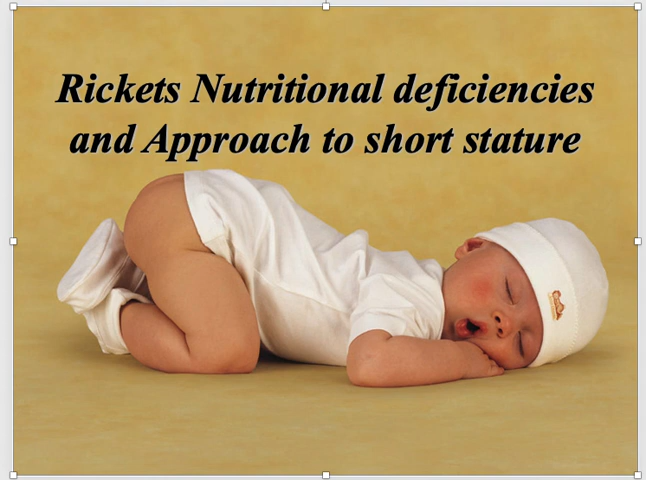 Rickets Nutritional deficiencies
and Approach to short stature